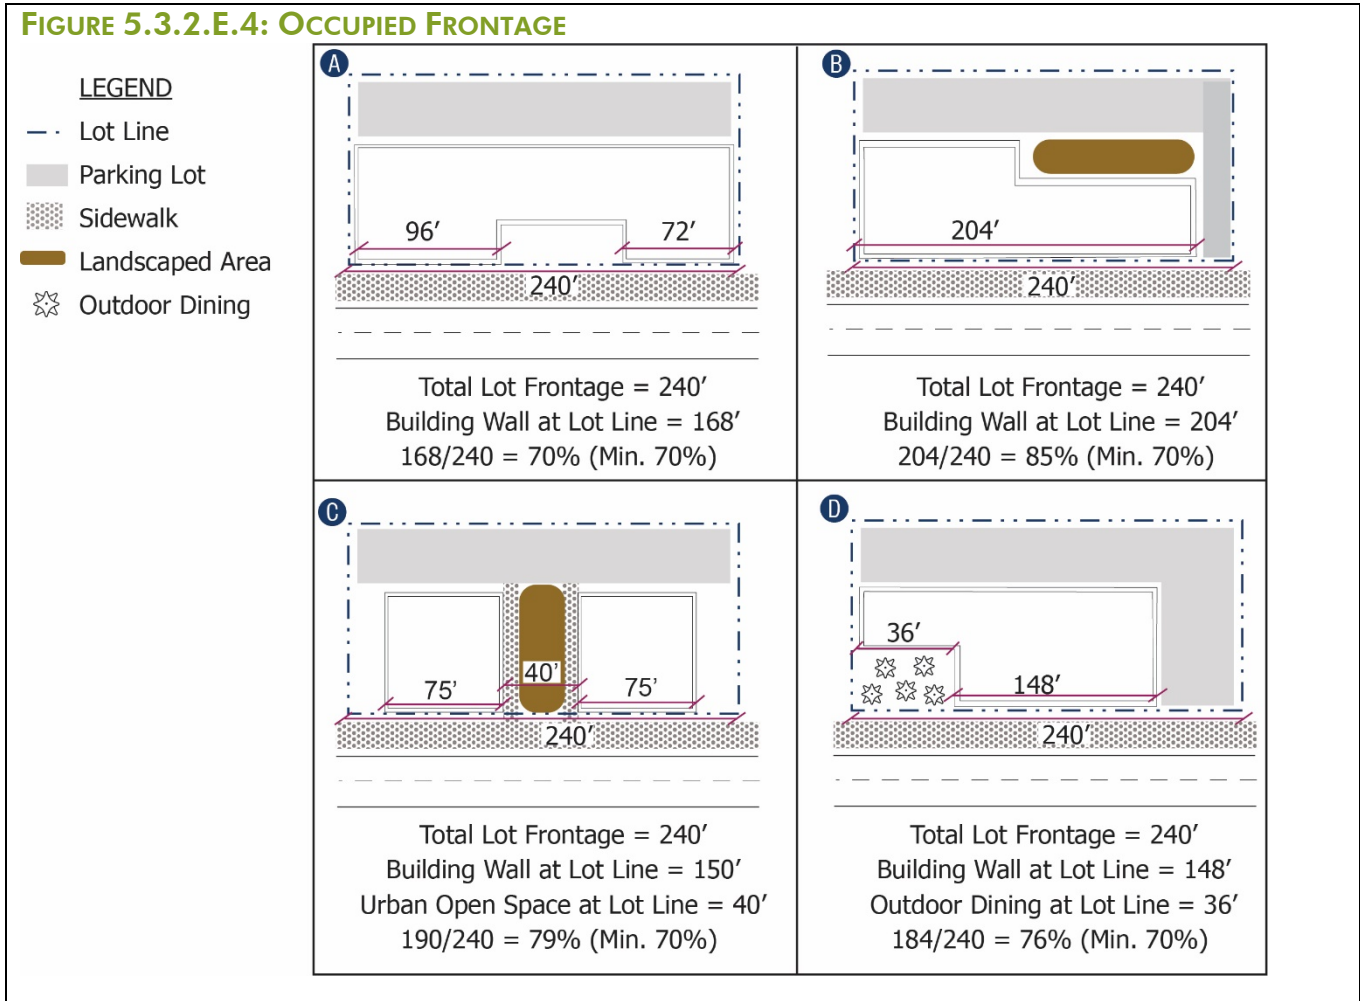 FIGURE 5.3.2.E.4: OCCUPIED FRONTAGE
LEGEND
Lot Line
Parking Lot
Sidewalk
Landscaped Area
Outdoor Dining
A
96’
72’
240’
Total Lot Frontage = 240’
Building Wall at Lot Line = 168’
168/240 = 70% (Min. 70%)
B
204’
240’
Total Lot Frontage = 240’
Building Wall at Lot Line = 204’
204/240 = 85% (Min. 70%)
C
75’
40’
75’
240’
Total Lot Frontage = 240’
Building Wall at Lot Line = 150’
Urban Open Space at Lot Line = 40’
190/240 = 79% (Min. 70%)
D
36’
148’
240’
Total Lot Frontage = 240’
Building Wall at Lot Line = 148’
Outdoor Dining at Lot Line = 36’
184/240 = 76% (Min. 70%)